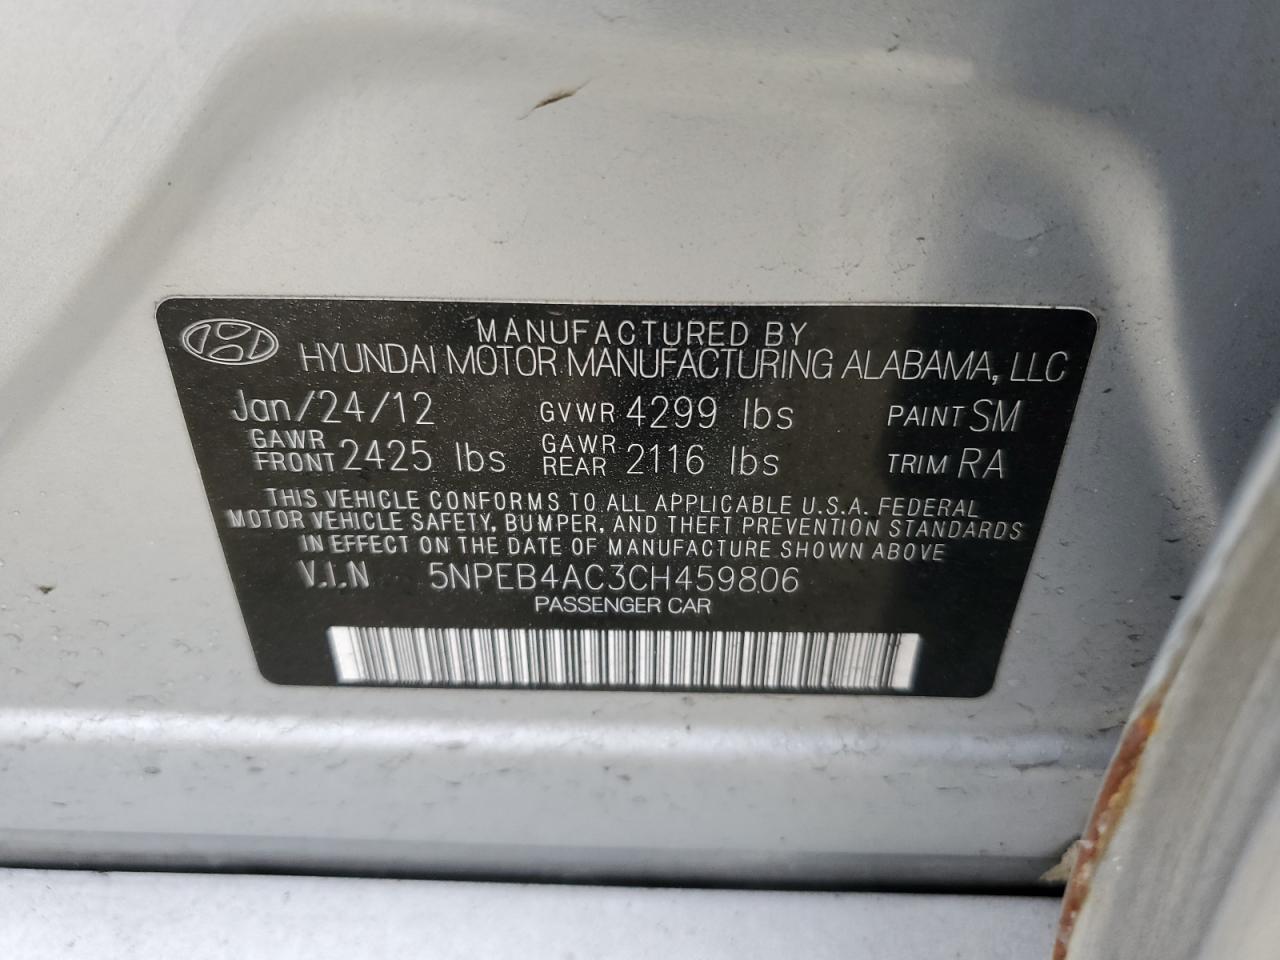 MANUFACTURED BY
HYUNDAI MOTOR MANUFACTURING ALABAMA, LLC
Jan/24/12 GVWR 4299 lbs PAINT SM
GAWR FRONT 2425 lbs GAWR REAR 2116 lbs TRIM RA
THIS VEHICLE CONFORMS TO ALL APPLICABLE U.S.A. FEDERAL
MOTOR VEHICLE SAFETY, BUMPER, AND THEFT PREVENTION STANDARDS
IN EFFECT ON THE DATE OF MANUFACTURE SHOWN ABOVE
V.I.N 5NPEB4AC3CH459806
PASSENGER CAR